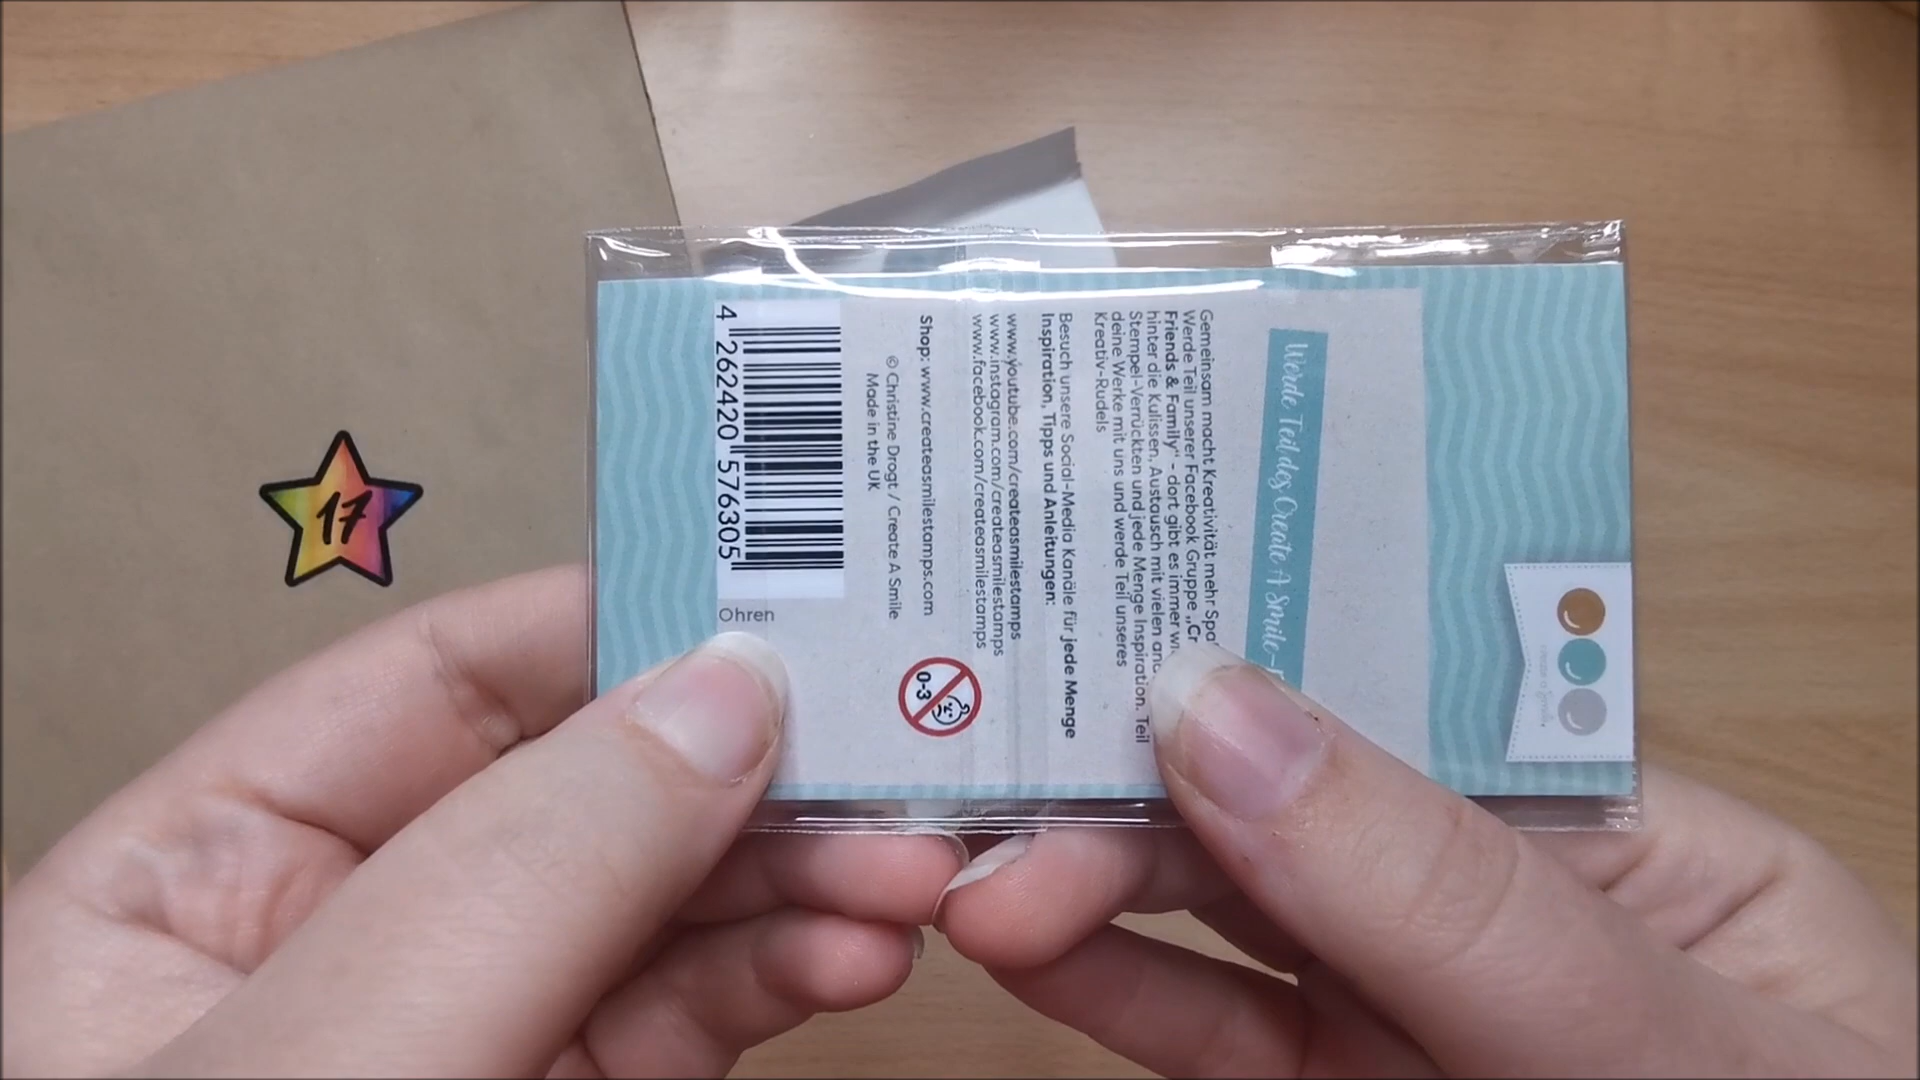 17
Werde Teil des Create A Smile-
Gemeinsam macht Kreativität mehr Spa
Werde Teil unserer Facebook Gruppe „Cr
Friends & Family“ - dort gibt es immer
hinter die Kulissen, Austausch mit vielen
Stempel-Verrückten und jede Menge Inspiration. Teil
deine Werke mit uns und werde Teil unseres
Kreativ-Rudels
Besuch unsere Social-Media Kanäle für jede Menge
Inspiration, Tipps und Anleitungen:
www.youtube.com/createasmilestamps
www.instagram.com/createasmilestamps
www.facebook.com/createasmilestamps
Shop: www.createasmilestamps.com
© Christine Drogt / Create A Smile
Made in the UK
0-3
4 262420 576305
Ohren